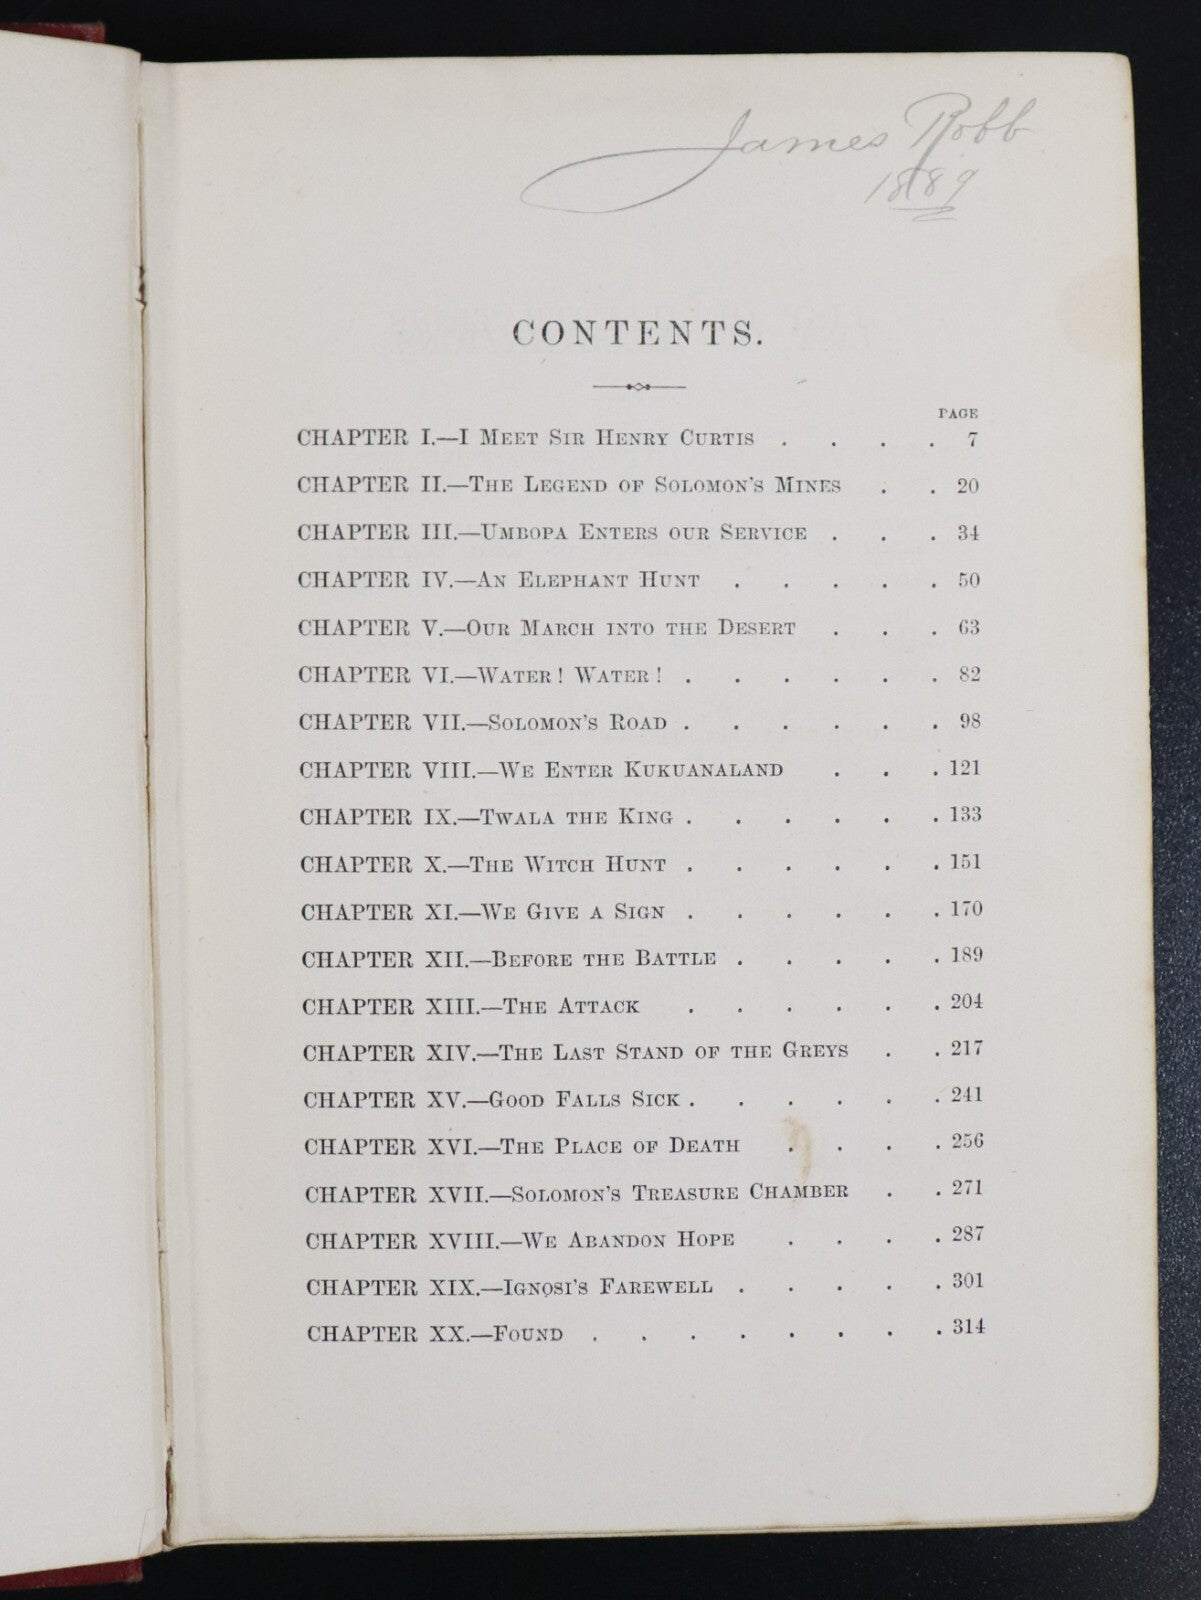 James Robb
1889
CONTENTS.
PAGE
CHAPTER I.—I MEET SIR HENRY CURTIS . . . . 7
CHAPTER II.—THE LEGEND OF SOLOMON'S MINES . . 20
CHAPTER III.—UMBOPA ENTERS OUR SERVICE . . . 34
CHAPTER IV.—AN ELEPHANT HUNT . . . . . 50
CHAPTER V.—OUR MARCH INTO THE DESERT . . . 63
CHAPTER VI.—WATER! WATER! . . . . . . 82
CHAPTER VII.—SOLOMON'S ROAD . . . . . . 98
CHAPTER VIII.—WE ENTER KUKUANALAND . . . 121
CHAPTER IX.—TWALA THE KING . . . . . . 133
CHAPTER X.—THE WITCH HUNT . . . . . . 151
CHAPTER XI.—WE GIVE A SIGN . . . . . . 170
CHAPTER XII.—BEFORE THE BATTLE . . . . . 189
CHAPTER XIII.—THE ATTACK . . . . . . 204
CHAPTER XIV.—THE LAST STAND OF THE GREYS . . 217
CHAPTER XV.—GOOD FALLS SICK . . . . . . 241
CHAPTER XVI.—THE PLACE OF DEATH . . . . 256
CHAPTER XVII.—SOLOMON'S TREASURE CHAMBER . . 271
CHAPTER XVIII.—WE ABANDON HOPE . . . . 287
CHAPTER XIX.—IGNOSI'S FAREWELL . . . . . 301
CHAPTER XX.—FOUND . . . . . . . . 314